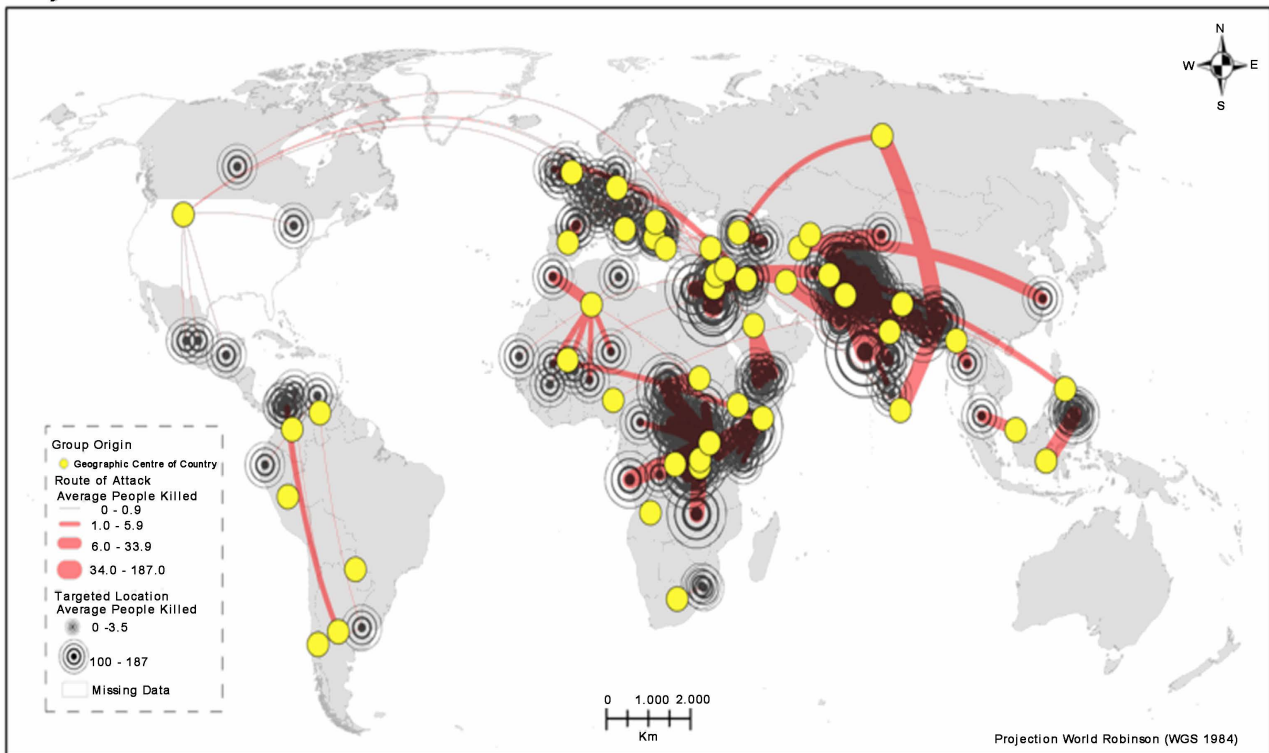 N
W E
S
Group Origin
Geographic Centre of Country
Route of Attack
Average People Killed
0 - 0.9
1.0 - 5.9
6.0 - 33.9
34.0 - 187.0
Targeted Location
Average People Killed
0 -3.5
100 - 187
Missing Data
0 1.000 2.000
Km
Projection World Robinson (WGS 1984)